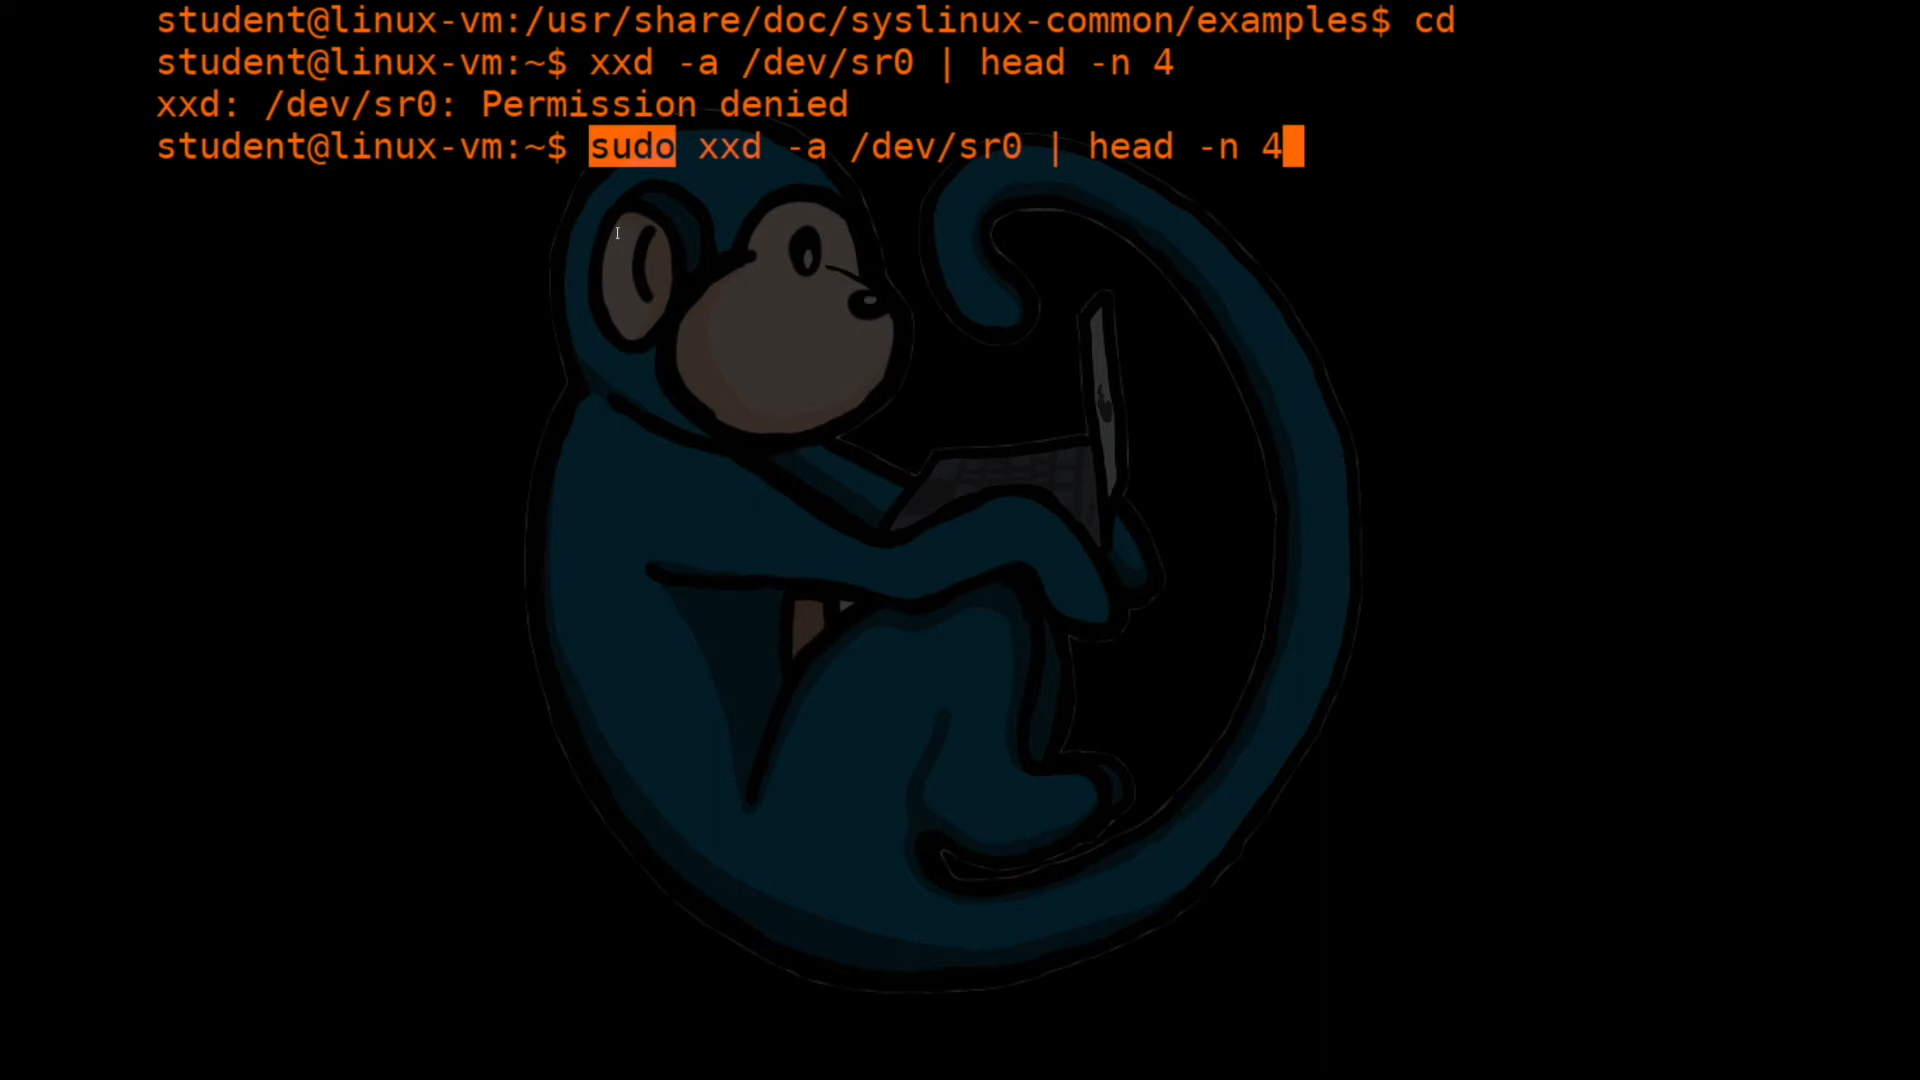 student@linux-vm:/usr/share/doc/syslinux-common/examples$ cd
student@linux-vm:~$ xxd -a /dev/sr0 | head -n 4
xxd: /dev/sr0: Permission denied
student@linux-vm:~$ sudo xxd -a /dev/sr0 | head -n 4